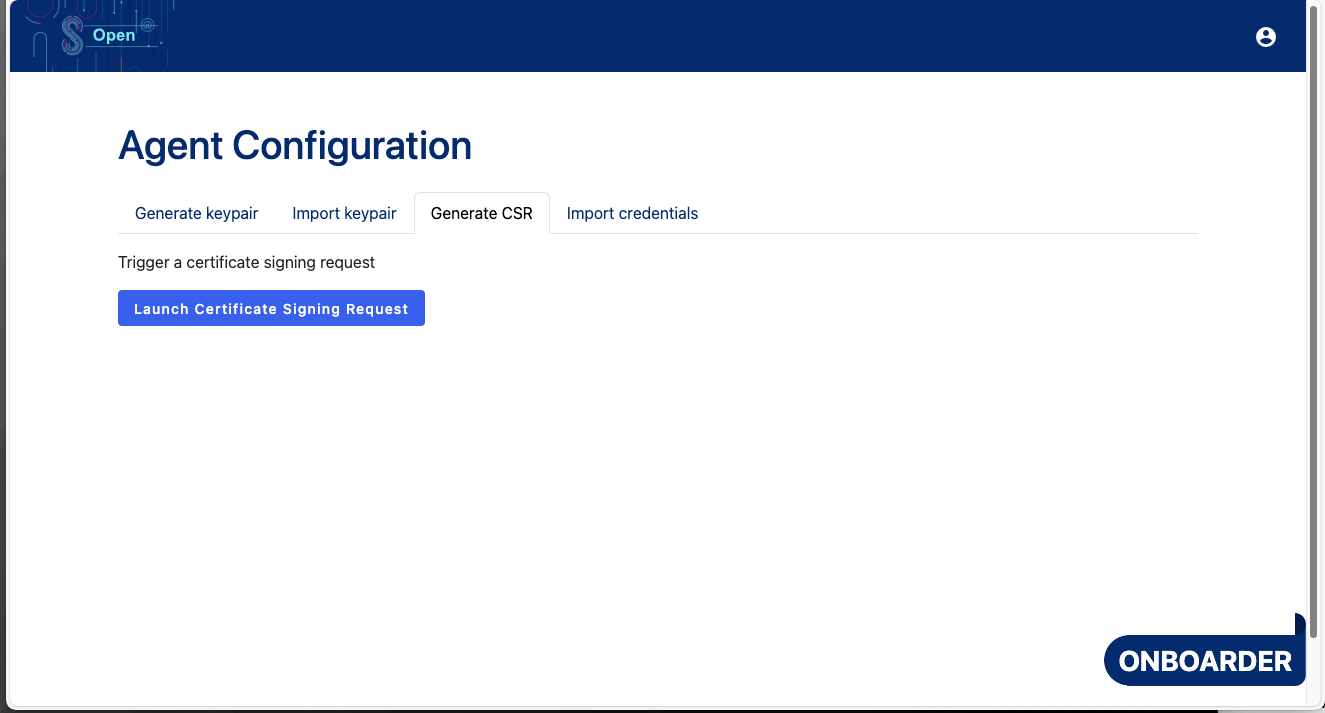 Open
Agent Configuration
Generate keypair Import keypair Generate CSR Import credentials
Trigger a certificate signing request
Launch Certificate Signing Request
ONBOARDER